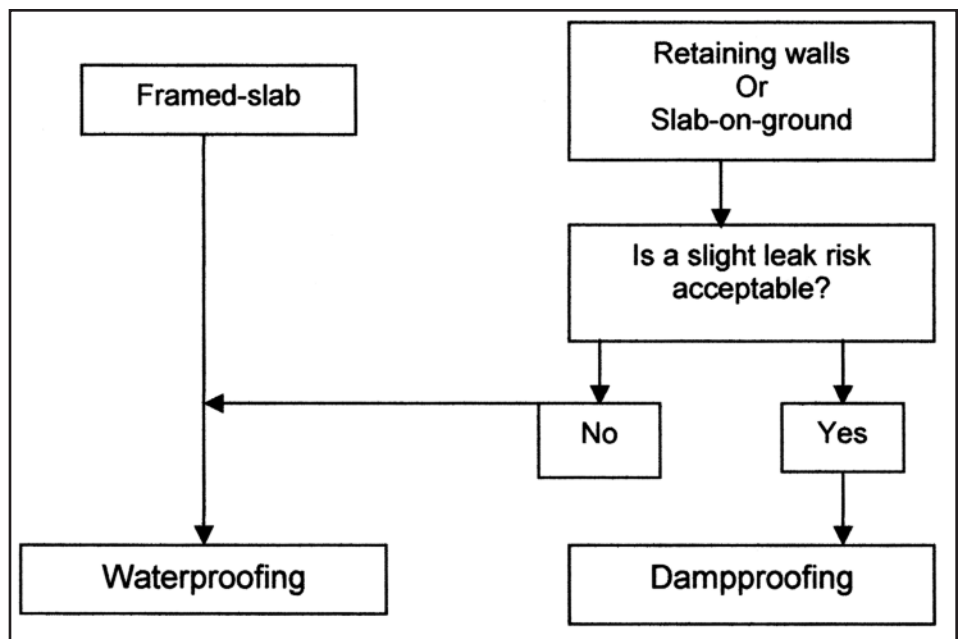 Framed-slab
Retaining walls
Or
Slab-on-ground
Is a slight leak risk
acceptable?
No
Yes
Waterproofing
Dampproofing